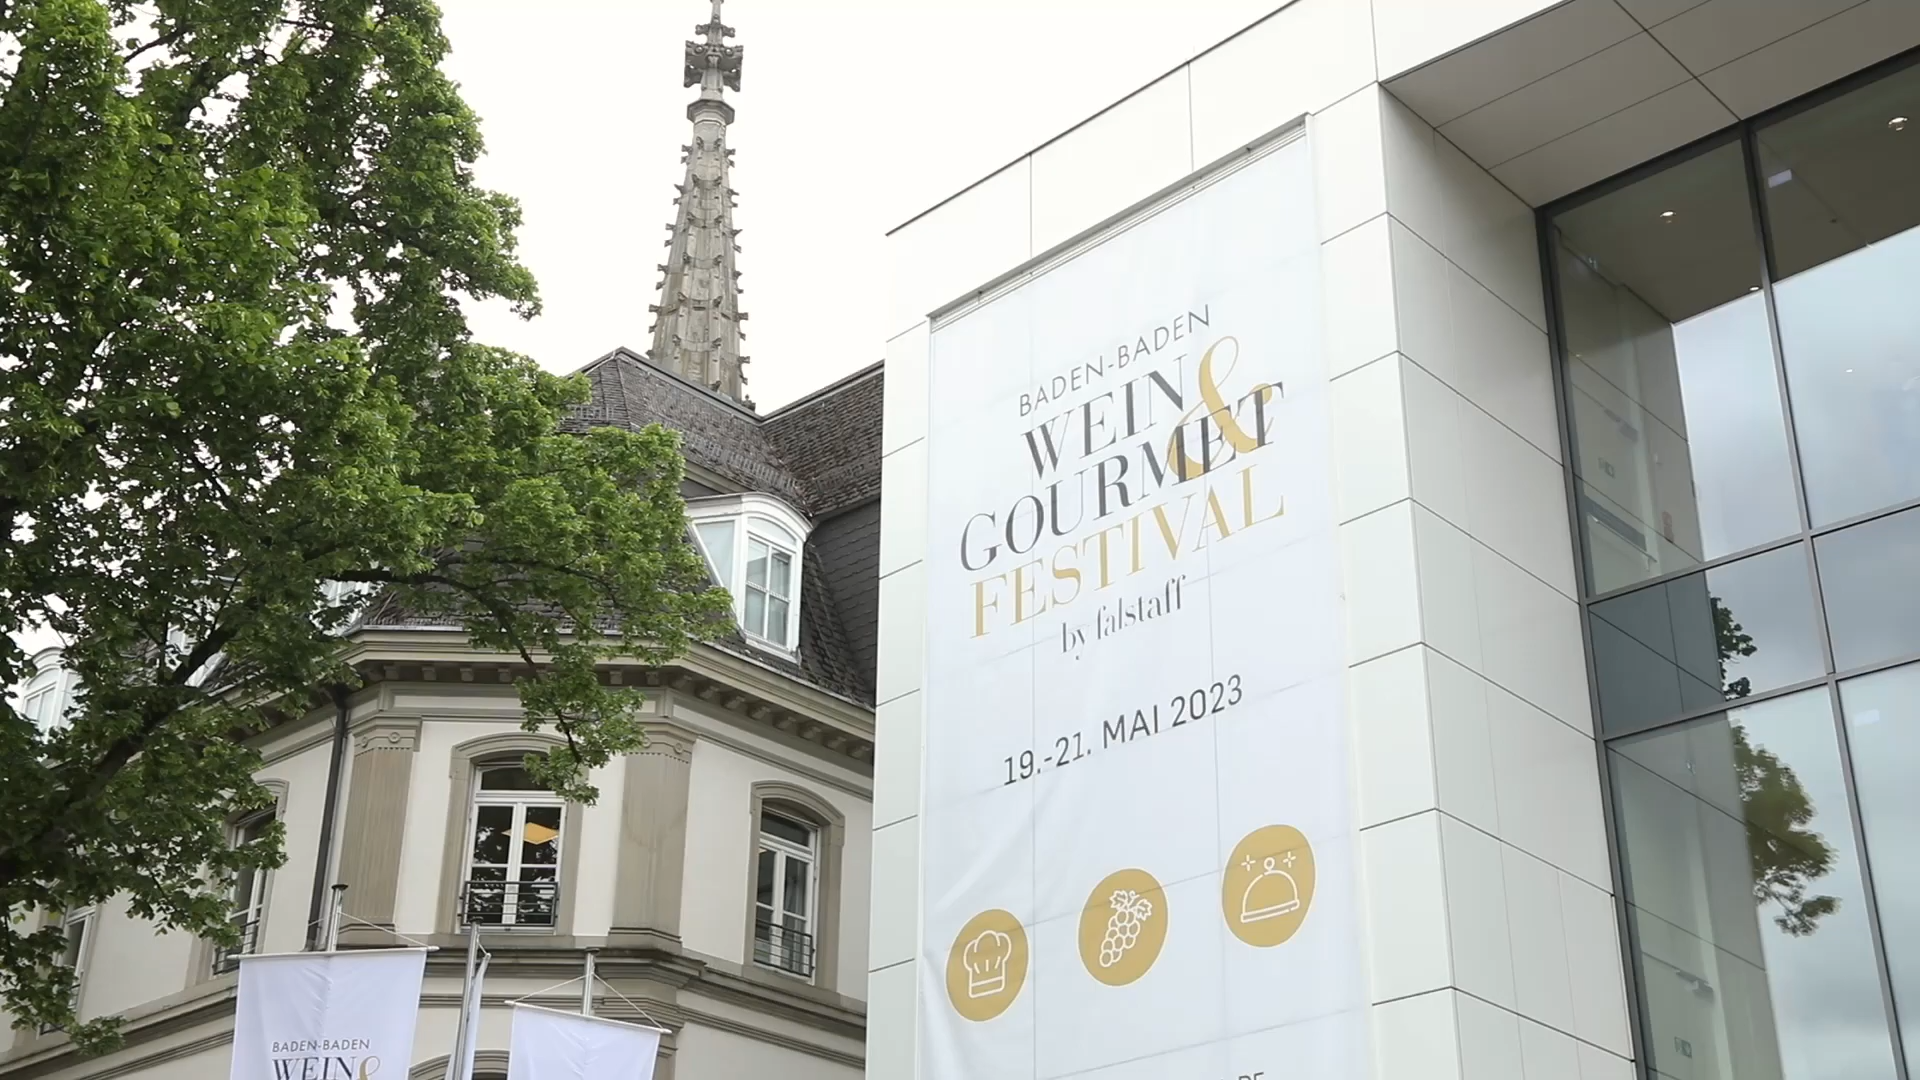 BADEN-BADEN
WEIN &
GOURMET
FESTIVAL
by falstaff
19.-21. MAI 2023
BADEN-BADEN
WEIN &